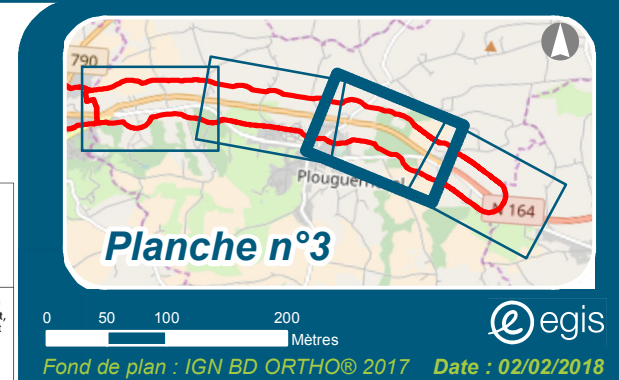 790
Plouguernével
N 164
Planche n°3
0 50 100 200
Mètres
egis
Fond de plan : IGN BD ORTHO® 2017 Date : 02/02/2018